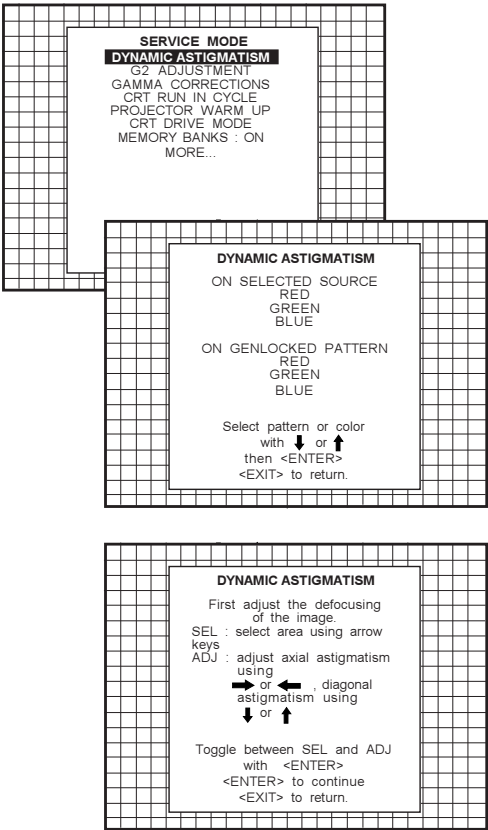 SERVICE MODE
DYNAMIC ASTIGMATISM
G2 ADJUSTMENT
GAMMA CORRECTIONS
CRT RUN IN CYCLE
PROJECTOR WARM UP
CRT DRIVE MODE
MEMORY BANKS : ON
MORE...
DYNAMIC ASTIGMATISM
ON SELECTED SOURCE
RED
GREEN
BLUE
ON GENLOCKED PATTERN
RED
GREEN
BLUE
Select pattern or color
with ⬇ or ⬆
then <ENTER>
<EXIT> to return.
DYNAMIC ASTIGMATISM
First adjust the defocusing
of the image.
SEL : select area using arrow
keys
ADJ : adjust axial astigmatism
using
➡ or ⬅ , diagonal
astigmatism using
⬇ or ⬆
Toggle between SEL and ADJ
with <ENTER>
<ENTER> to continue
<EXIT> to return.